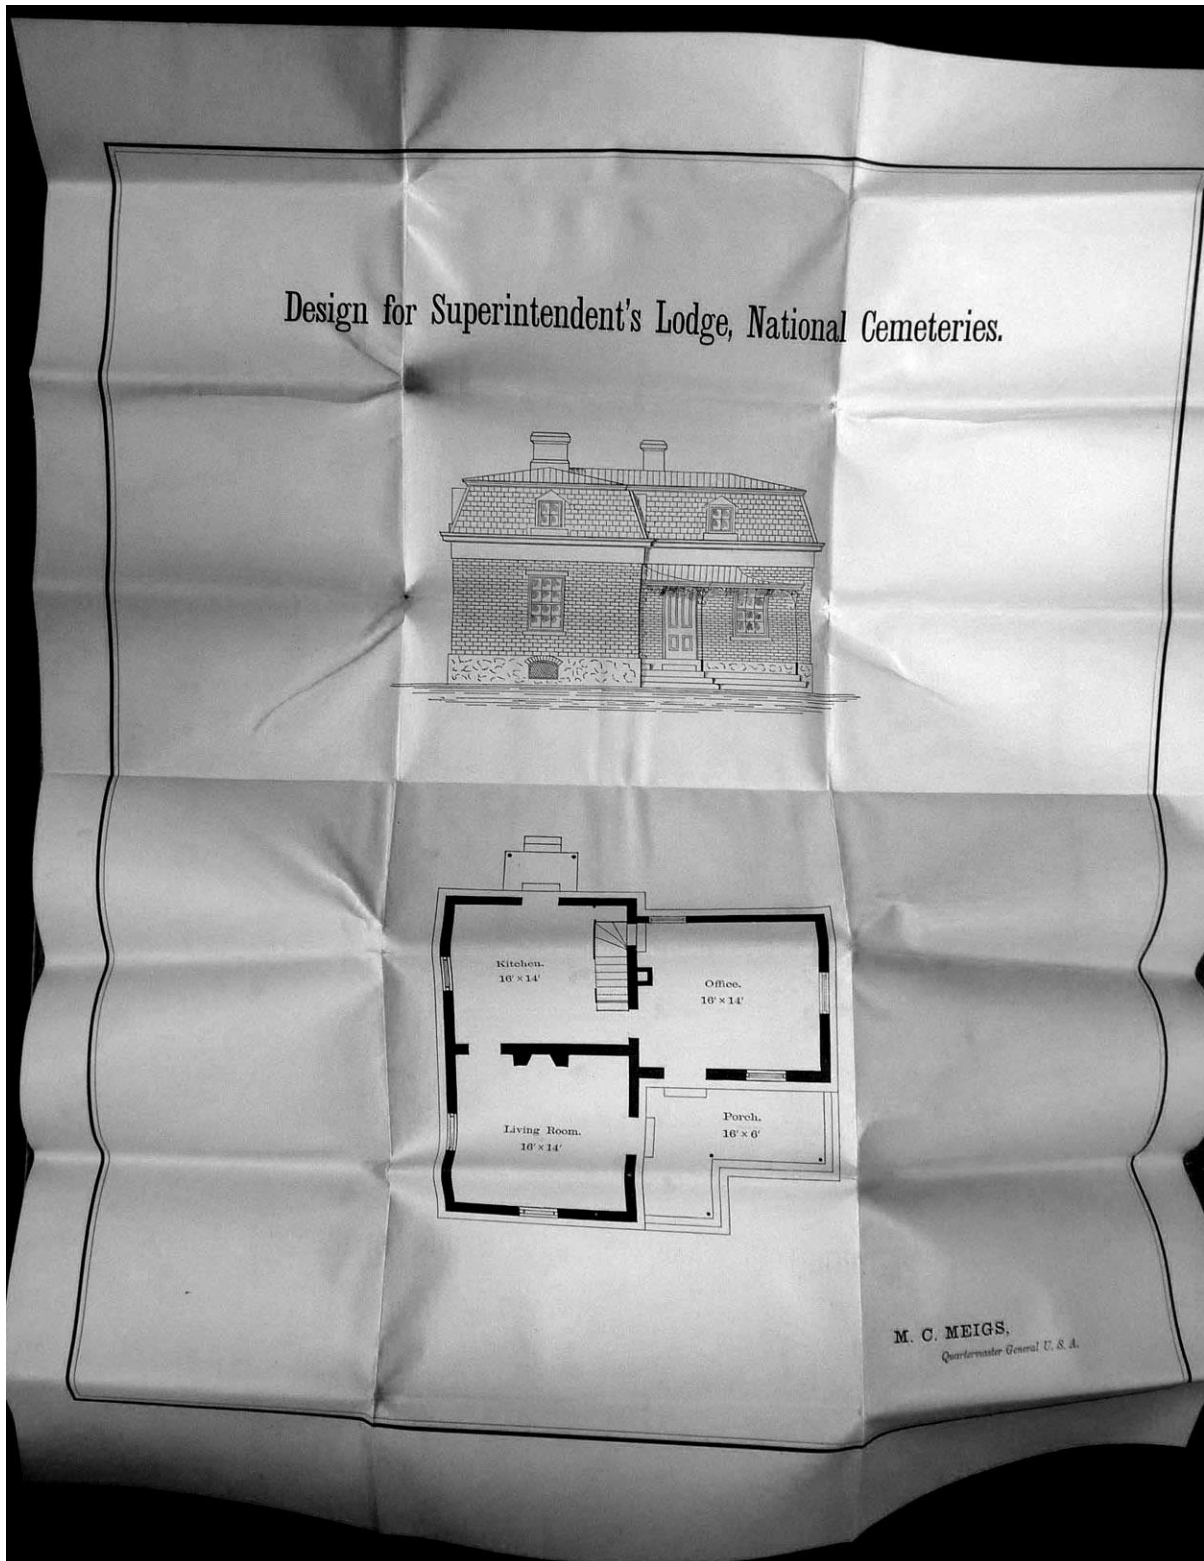 Design for Superintendent's Lodge, National Cemeteries.
Kitchen.
16' × 14'
Office.
16' × 14'
Living Room.
16' × 14'
Porch.
16' × 6'
M. C. MEIGS,
Quartermaster General U. S. A.